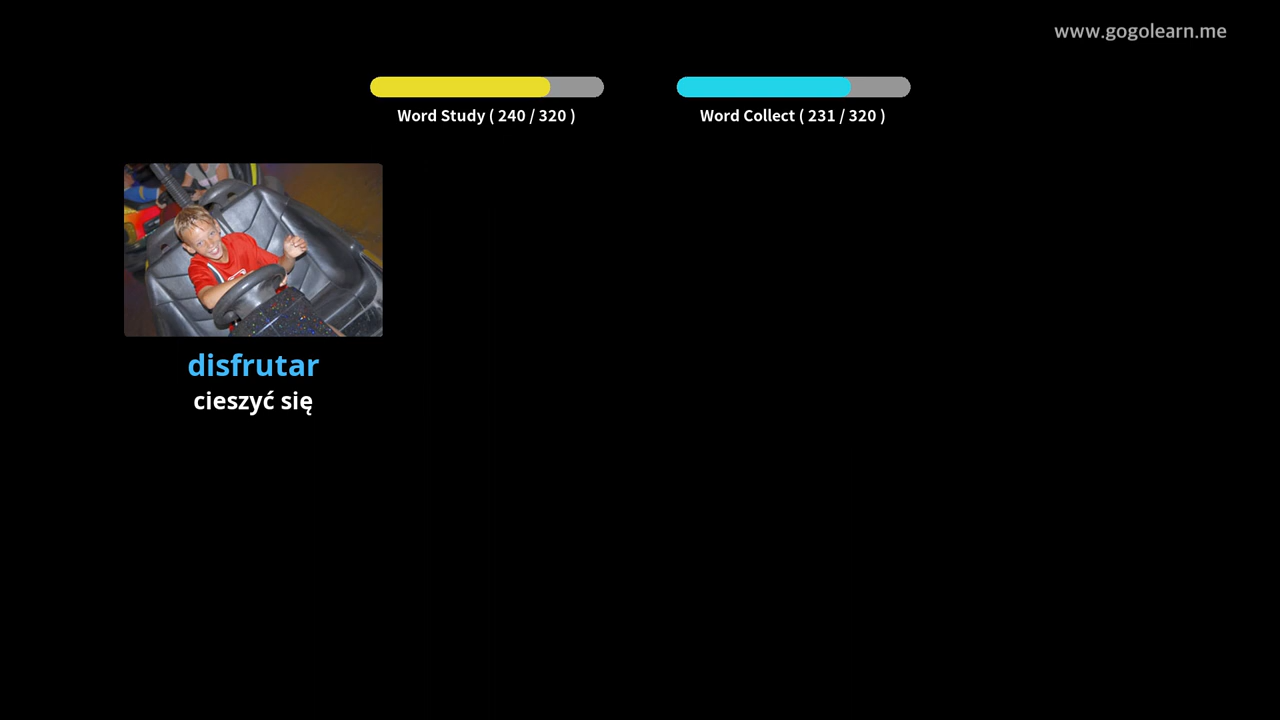 www.gogolearn.me
Word Study ( 240 / 320 )
Word Collect ( 231 / 320 )
disfrutar
cieszyć się